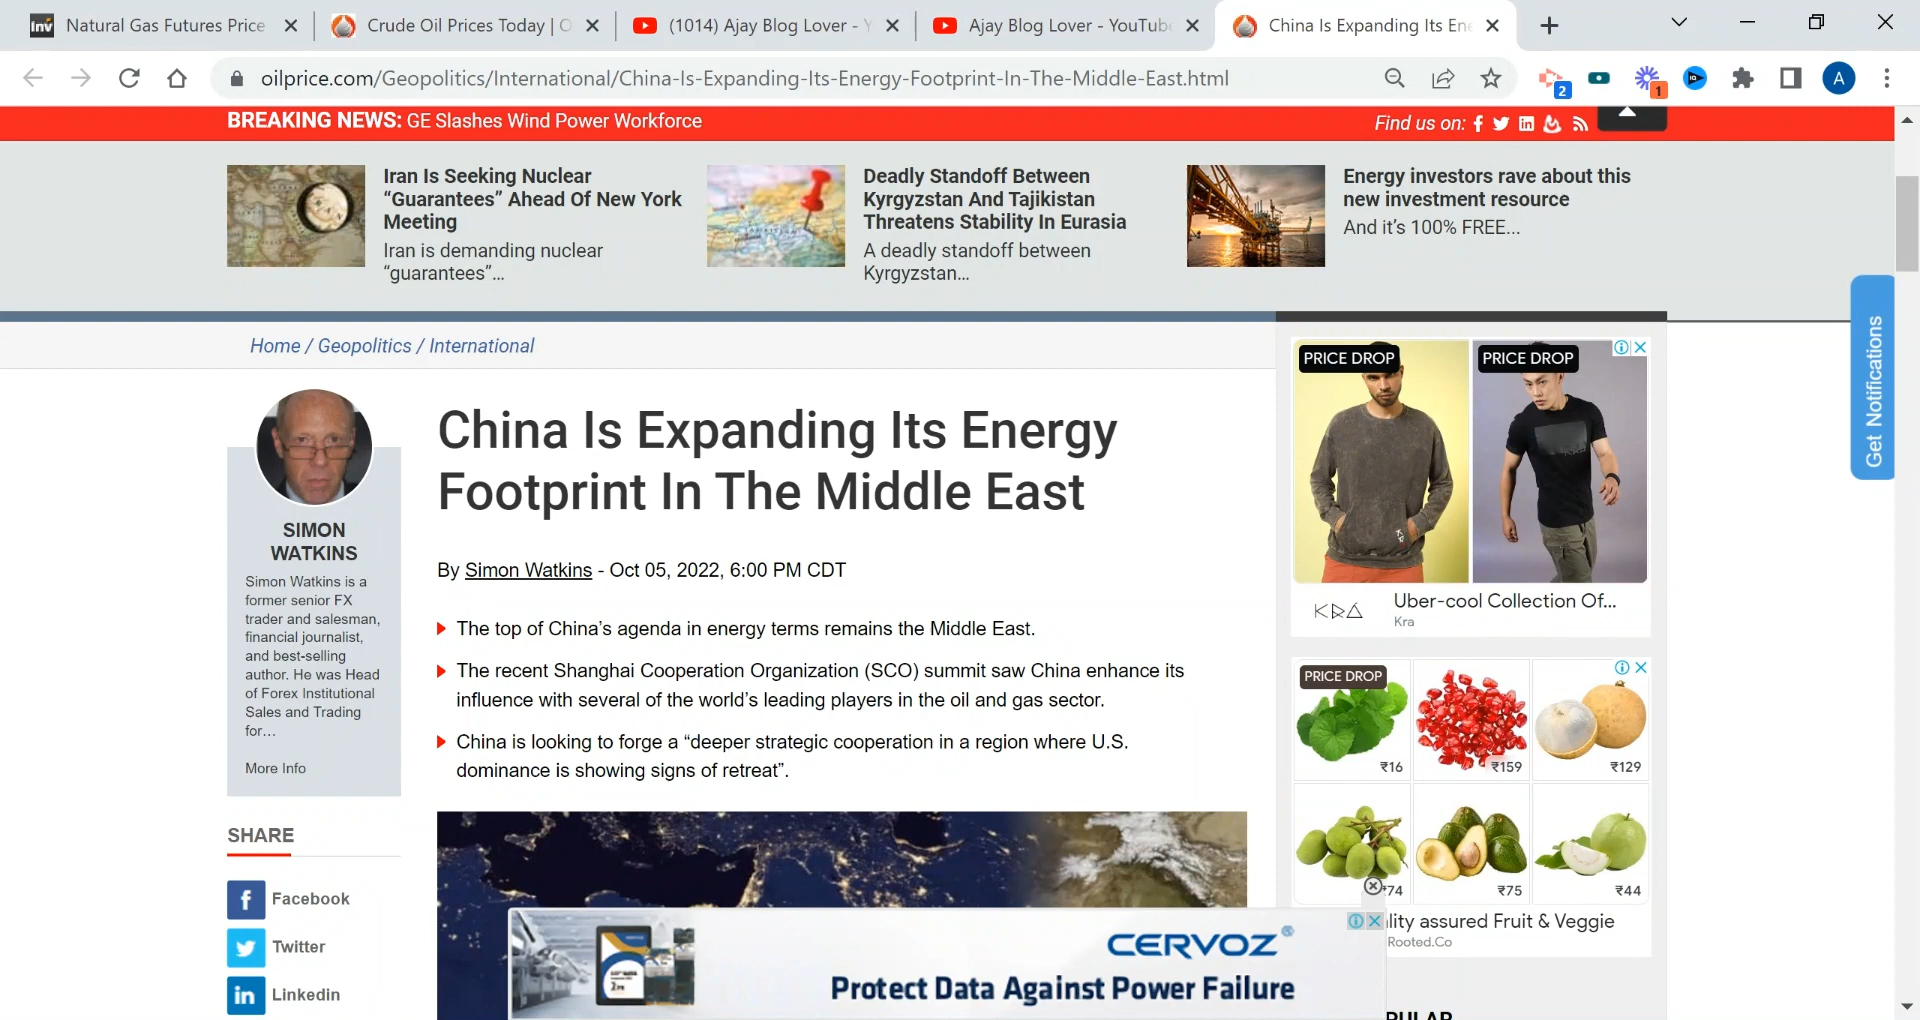 Natural Gas Futures Price
Crude Oil Prices Today | O
(1014) Ajay Blog Lover - Y
Ajay Blog Lover - YouTube
China Is Expanding Its Ene
oilprice.com/Geopolitics/International/China-Is-Expanding-Its-Energy-Footprint-In-The-Middle-East.html
2
1
A
BREAKING NEWS: GE Slashes Wind Power Workforce
Find us on:
Iran Is Seeking Nuclear
“Guarantees” Ahead Of New York
Meeting
Iran is demanding nuclear
“guarantees”...
Deadly Standoff Between
Kyrgyzstan And Tajikistan
Threatens Stability In Eurasia
A deadly standoff between
Kyrgyzstan...
Energy investors rave about this
new investment resource
And it’s 100% FREE...
Get Notifications
Home / Geopolitics / International
SIMON
WATKINS
Simon Watkins is a
former senior FX
trader and salesman,
financial journalist,
and best-selling
author. He was Head
of Forex Institutional
Sales and Trading
for...
More Info
SHARE
Facebook
Twitter
Linkedin
China Is Expanding Its Energy
Footprint In The Middle East
By Simon Watkins - Oct 05, 2022, 6:00 PM CDT
The top of China’s agenda in energy terms remains the Middle East.
The recent Shanghai Cooperation Organization (SCO) summit saw China enhance its
influence with several of the world’s leading players in the oil and gas sector.
China is looking to forge a “deeper strategic cooperation in a region where U.S.
dominance is showing signs of retreat”.
PRICE DROP
PRICE DROP
Uber-cool Collection Of...
Kra
PRICE DROP
₹16
₹159
₹129
₹74
₹75
₹44
lity assured Fruit & Veggie
Rooted.Co
CERVOZ®
Protect Data Against Power Failure
PULAR